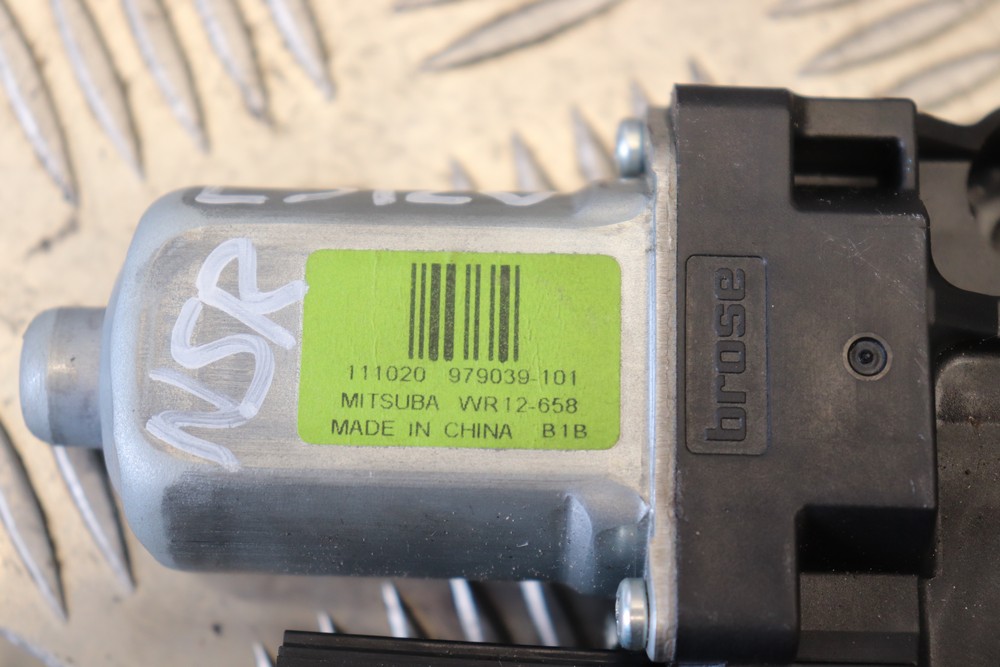 NSR
111020 979039-101
MITSUBA WR12-658
MADE IN CHINA B1B
brose